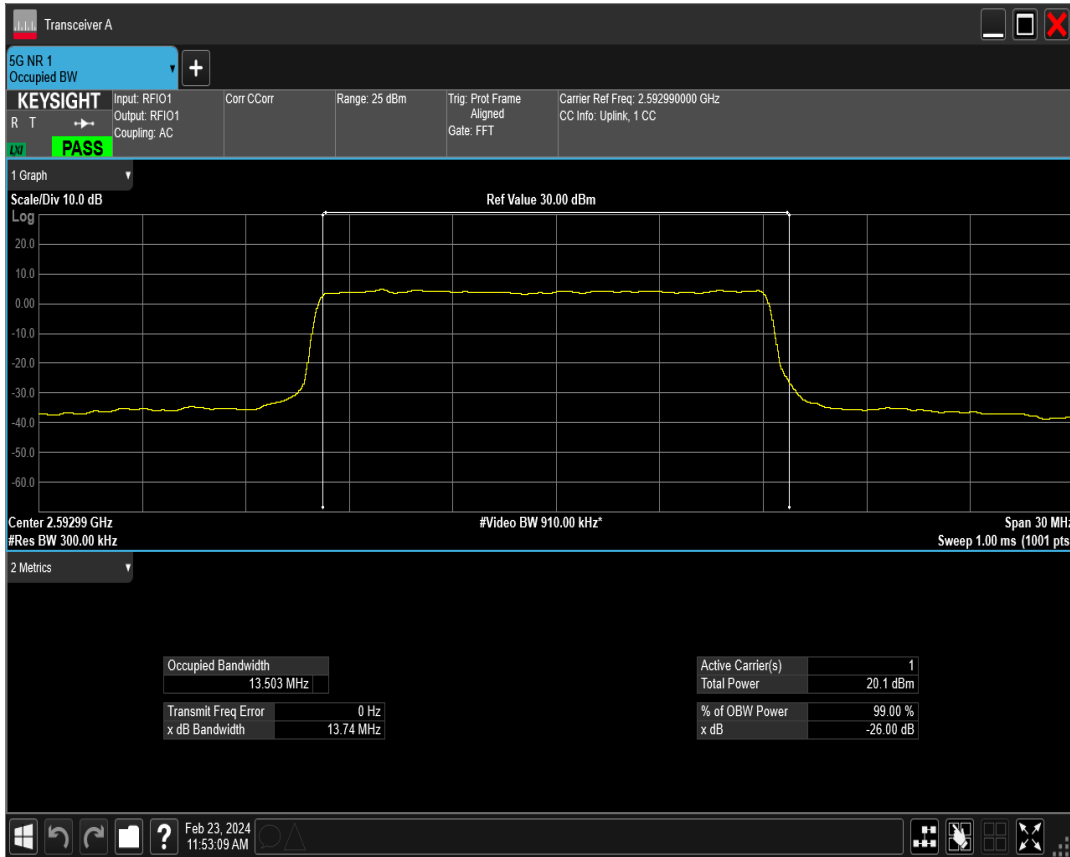 Transceiver A
5G NR 1
Occupied BW
+
KEYSIGHT
R T
LXI
PASS
Input: RFIO1
Output: RFIO1
Coupling: AC
Corr CCorr
Range: 25 dBm
Trig: Prot Frame
Aligned
Gate: FFT
Carrier Ref Freq: 2.592990000 GHz
CC Info: Uplink, 1 CC
1 Graph
Scale/Div 10.0 dB
Ref Value 30.00 dBm
Log
20.0
10.0
0.00
-10.0
-20.0
-30.0
-40.0
-50.0
-60.0
Center 2.59299 GHz
#Video BW 910.00 kHz*
Span 30 MHz
#Res BW 300.00 kHz
Sweep 1.00 ms (1001 pts
2 Metrics
Occupied Bandwidth
13.503 MHz
Transmit Freq Error 0 Hz
x dB Bandwidth 13.74 MHz
Active Carrier(s) 1
Total Power 20.1 dBm
% of OBW Power 99.00 %
x dB -26.00 dB
?
Feb 23, 2024
11:53:09 AM